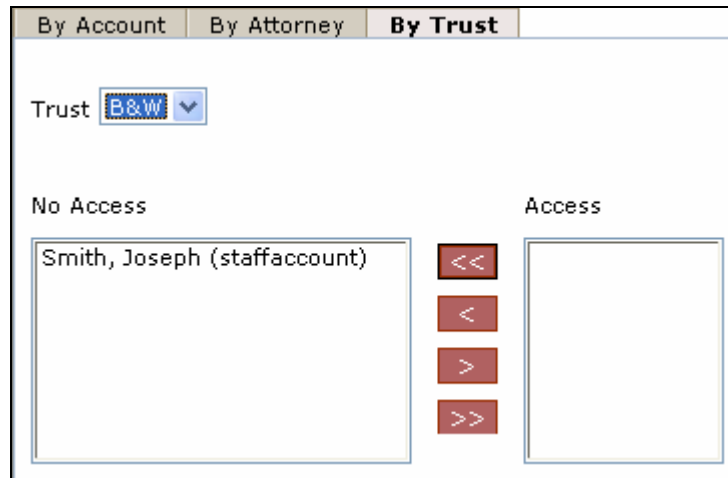 By Account By Attorney By Trust
Trust B&W
No Access Access
Smith, Joseph (staffaccount)
<<
<
>
>>